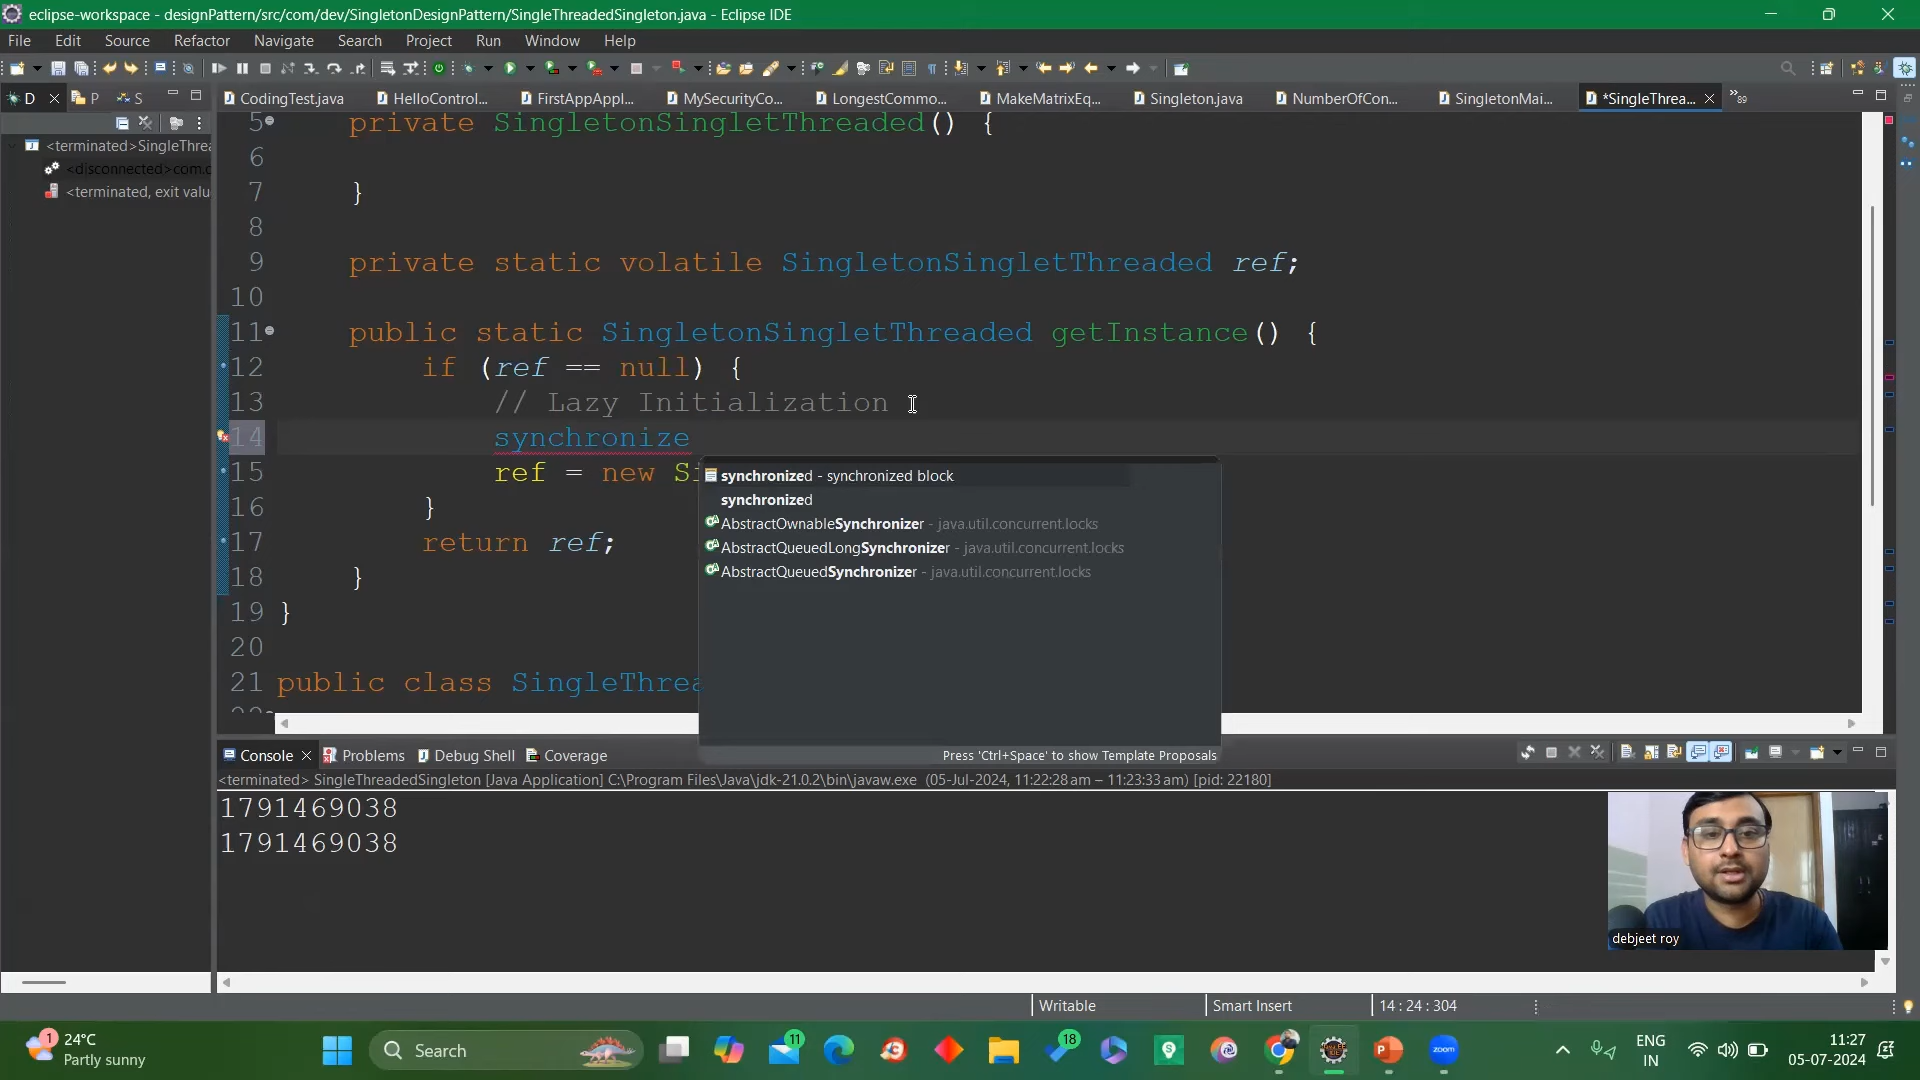 eclipse-workspace - designPattern/src/com/dev/SingletonDesignPattern/SingleThreadedSingleton.java - Eclipse IDE
File Edit Source Refactor Navigate Search Project Run Window Help
D P S CodingTest.java HelloControl... FirstAppAppl... MySecurityCo... LongestCommo... MakeMatrixEq... Singleton.java NumberOfCon... SingletonMai... *SingleThrea... 89
<terminated>SingleThrea
<disconnected>com.c
<terminated, exit valu
5 private SingletonSingletThreaded() {
6
7 }
8
9 private static volatile SingletonSingletThreaded ref;
10
11 public static SingletonSingletThreaded getInstance() {
12 if (ref == null) {
13 // Lazy Initialization
14 synchronize
15 ref = new Si
16 }
17 return ref;
18 }
19 }
20
21 public class SingleThrea
synchronized - synchronized block
synchronized
AbstractOwnableSynchronizer - java.util.concurrent.locks
AbstractQueuedLongSynchronizer - java.util.concurrent.locks
AbstractQueuedSynchronizer - java.util.concurrent.locks
Press 'Ctrl+Space' to show Template Proposals
Console Problems Debug Shell Coverage
<terminated> SingleThreadedSingleton [Java Application] C:\Program Files\Java\jdk-21.0.2\bin\javaw.exe (05-Jul-2024, 11:22:28 am – 11:23:33 am) [pid: 22180]
1791469038
1791469038
debjeet roy
Writable Smart Insert 14 : 24 : 304
1 24°C
Partly sunny
Search
11
18
zoom
ENG
IN
11:27
05-07-2024